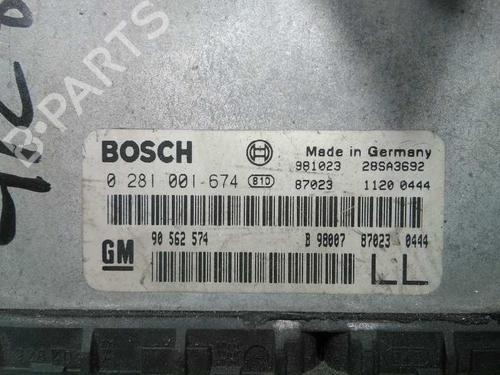 B-PARTS
BOSCH Made in Germany
981023 28SA3692
0 281 001 674 B10 87023 1120 0444
GM 90 562 574 B 98007 87023 0444
LL